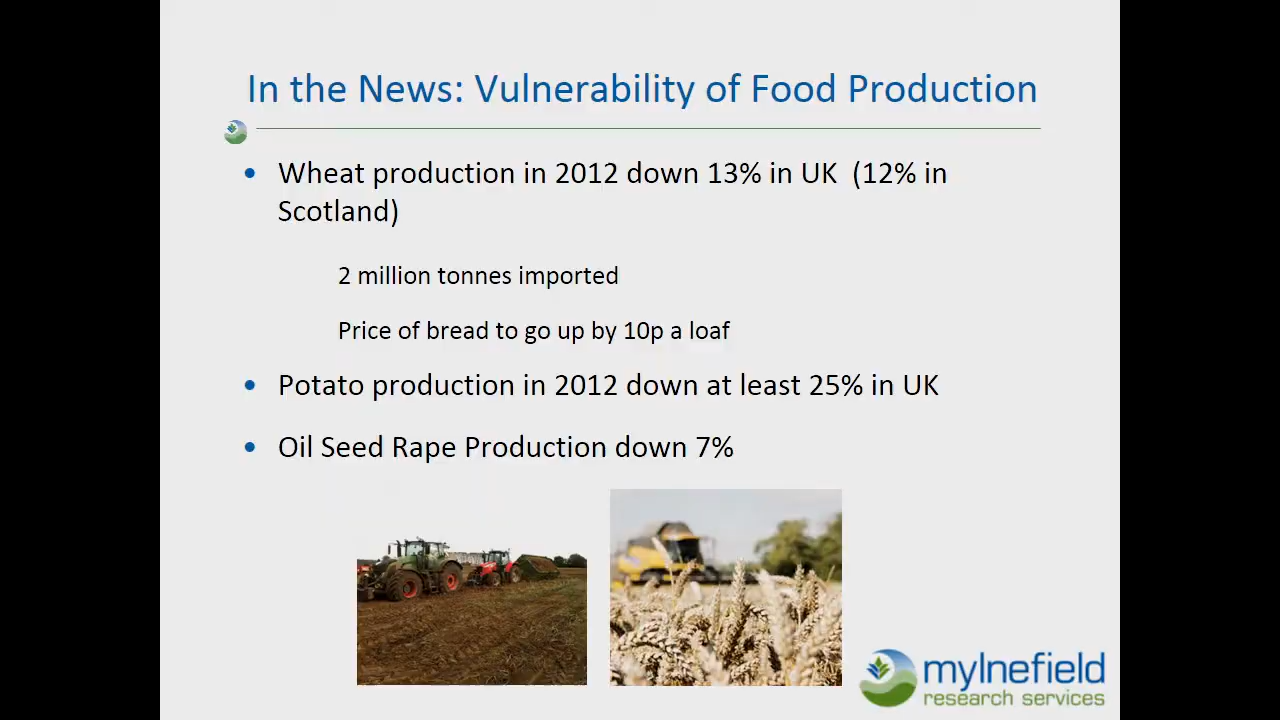 In the News: Vulnerability of Food Production
• Wheat production in 2012 down 13% in UK  (12% in
Scotland)
2 million tonnes imported
Price of bread to go up by 10p a loaf
• Potato production in 2012 down at least 25% in UK
• Oil Seed Rape Production down 7%
mylnefield
research services